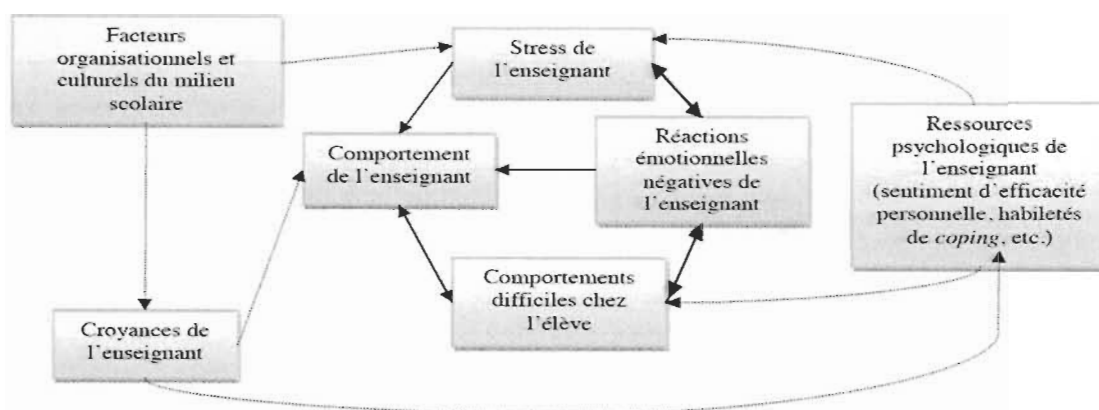 Facteurs
organisationnels et
culturels du milieu
scolaire
Stress de
l'enseignant
Comportement
de l'enseignant
Réactions
émotionnelles
négatives de
l'enseignant
Ressources
psychologiques de
l'enseignant
(sentiment d'efficacité
personnelle, habiletés
de coping, etc.)
Comportements
difficiles chez
l'élève
Croyances de
l'enseignant